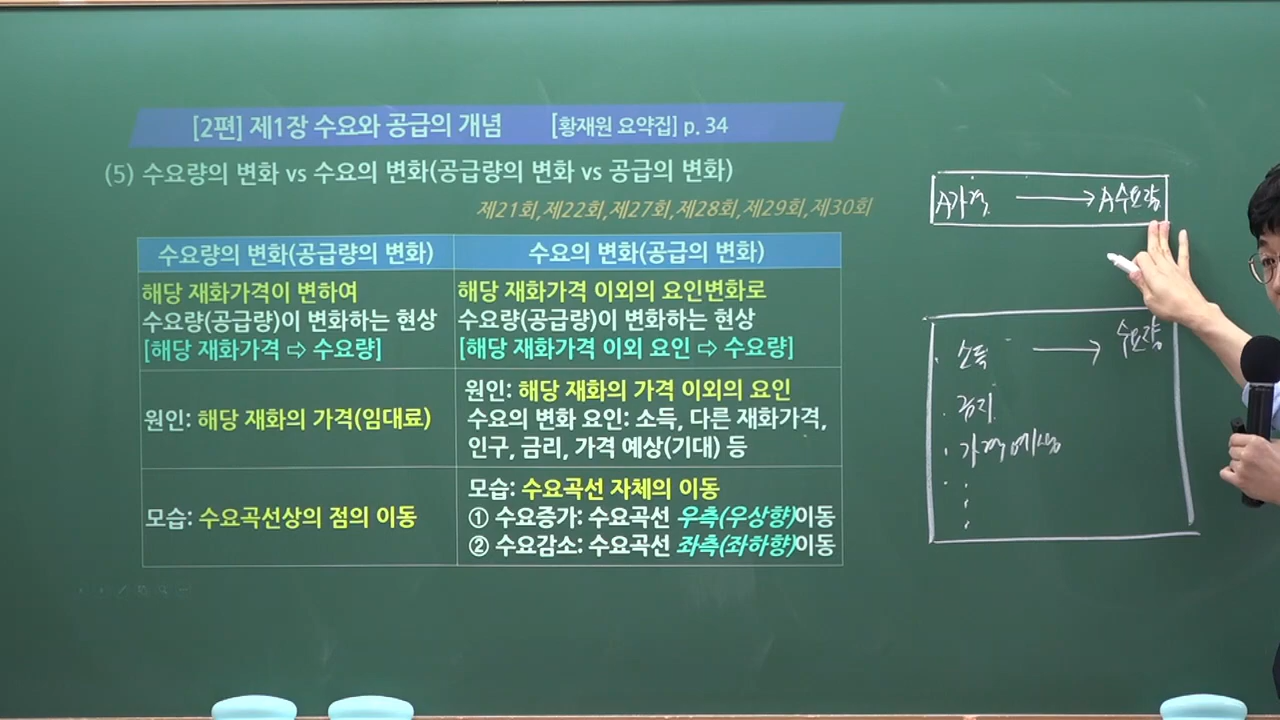 [2편] 제1장 수요와 공급의 개념 [황재원 요약집] p. 34
(5) 수요량의 변화 vs 수요의 변화(공급량의 변화 vs 공급의 변화)
제21회,제22회,제27회,제28회,제29회,제30회
수요량의 변화(공급량의 변화)
수요의 변화(공급의 변화)
해당 재화가격이 변하여
수요량(공급량)이 변화하는 현상
[해당 재화가격 ⇨ 수요량]
해당 재화가격 이외의 요인변화로
수요량(공급량)이 변화하는 현상
[해당 재화가격 이외 요인 ⇨ 수요량]
원인: 해당 재화의 가격(임대료)
원인: 해당 재화의 가격 이외의 요인
수요의 변화 요인: 소득, 다른 재화가격,
인구, 금리, 가격 예상(기대) 등
모습: 수요곡선상의 점의 이동
모습: 수요곡선 자체의 이동
① 수요증가: 수요곡선 우측(우상향)이동
② 수요감소: 수요곡선 좌측(좌하향)이동
A가격 → A수요량
· 소득 → 수요량
· 금리
· 가격예상